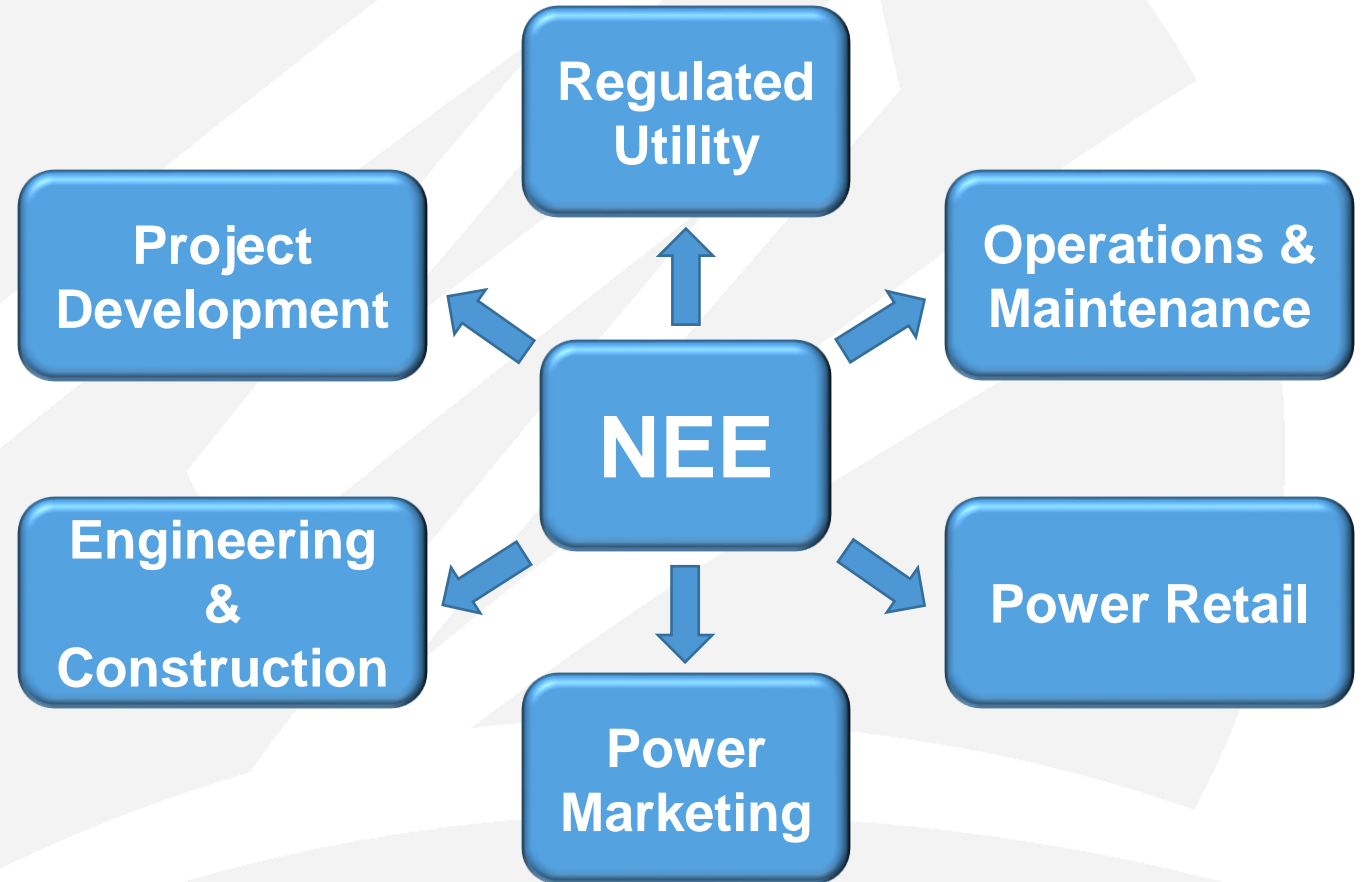 Regulated
Utility
Project
Development
Operations &
Maintenance
NEE
Engineering
&
Construction
Power Retail
Power
Marketing